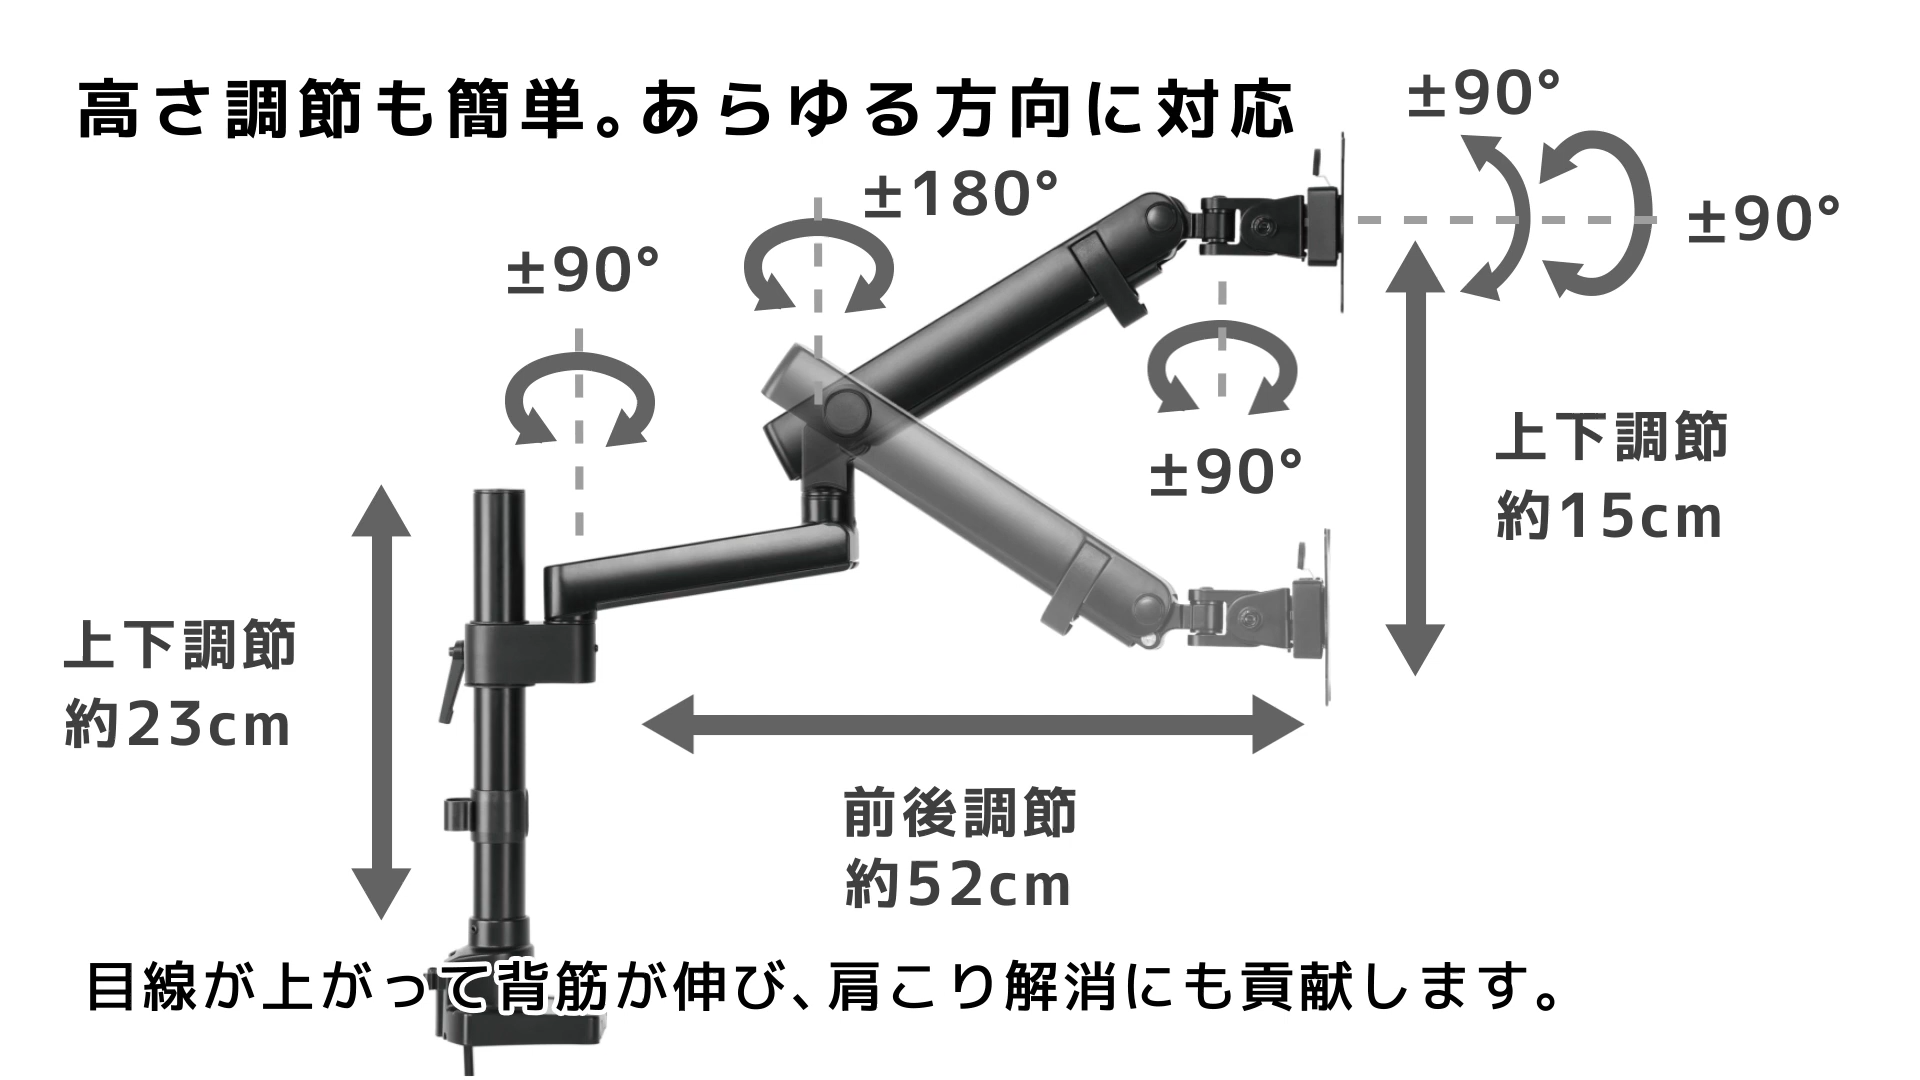 高さ調節も簡単。あらゆる方向に対応
±90°
±180°
±90°
±90°
±90°
上下調節
約15cm
上下調節
約23cm
前後調節
約52cm
目線が上がって背筋が伸び、肩こり解消にも貢献します。